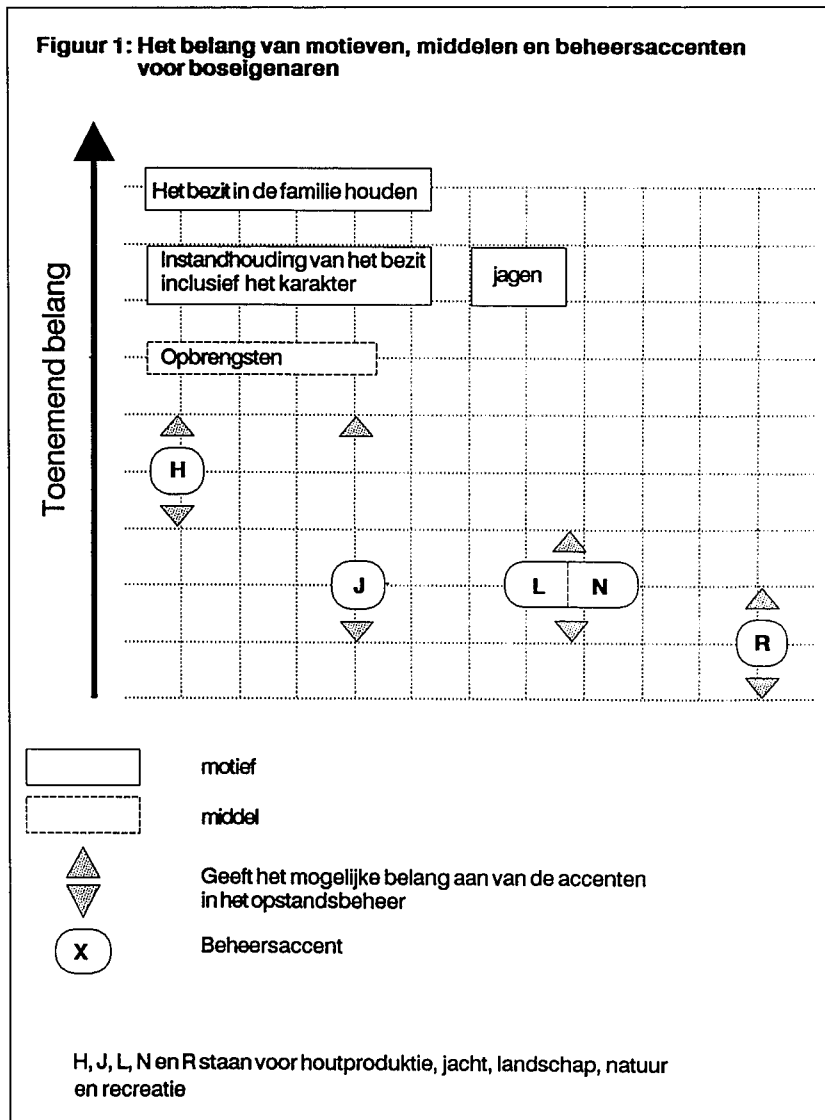 Figuur 1: Het belang van motieven, middelen en beheersaccenten
voor boseigenaren
Toenemend belang
Het bezit in de familie houden
Instandhouding van het bezit
inclusief het karakter
jagen
Opbrengsten
H
J
L
N
R
motief
middel
Geeft het mogelijke belang aan van de accenten
in het opstandsbeheer
X
Beheersaccent
H, J, L, N en R staan voor houtproduktie, jacht, landschap, natuur
en recreatie